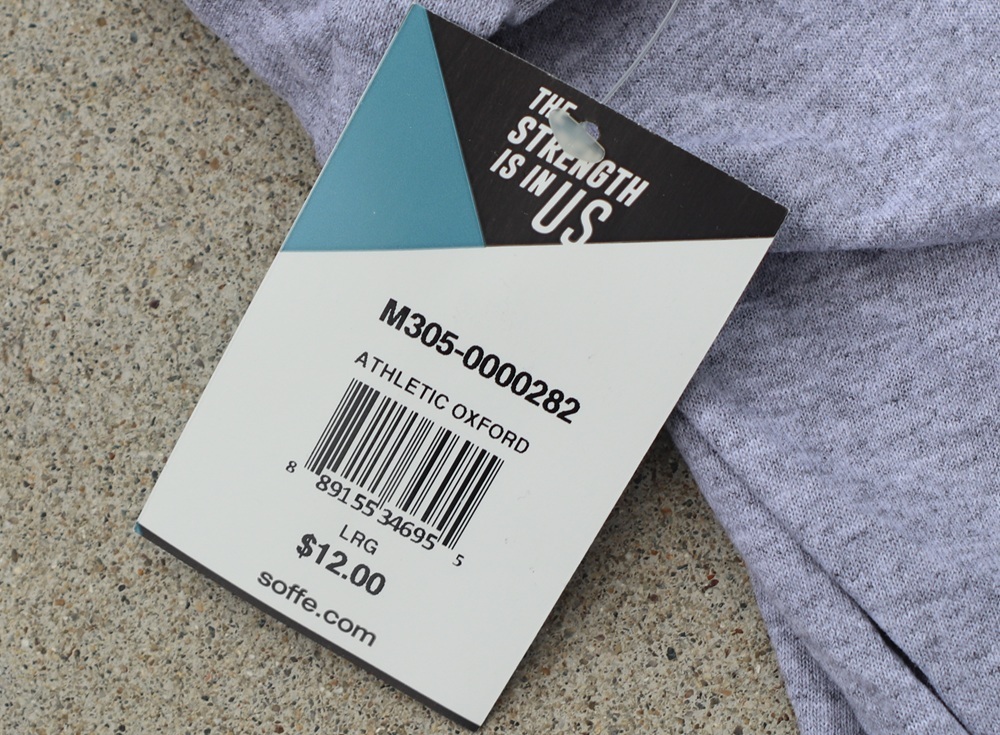 THE
STRENGTH
IS IN US
M305-0000282
ATHLETIC OXFORD
8 89155 34695 5
LRG
$12.00
soffe.com